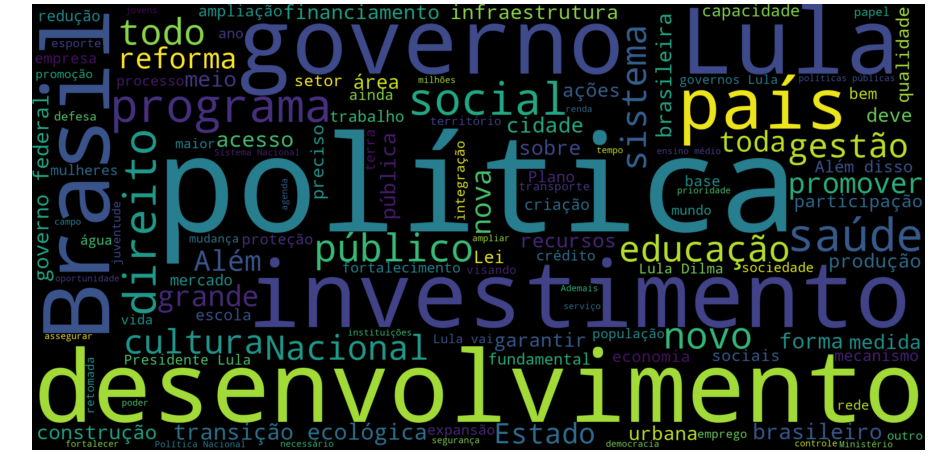 política
desenvolvimento
investimento
governo
Lula
Brasil
país
programa
social
direito
saúde
educação
público
cultura
Nacional
novo
nova
todo
toda
reforma
sistema
gestão
promover
Estado
Além
grande
meio
acesso
ampliação
financiamento
infraestrutura
capacidade
papel
redução
jovens
esporte
ano
empresa
promoção
processo
setor
área
milhões
ações
brasileira
governos Lula
políticas públicas
bem
qualidade
defesa
ainda
renda
deve
trabalho
território
cidade
maior
Sistema Nacional
preciso
terra
pública
integração
sobre
tempo
ensino médio
Além disso
mulheres
governo federal
agenda
Plano
transporte
criação
base
prioridade
mundo
participação
campo
água
juventude
mudança
proteção
ampliar
Lei
recursos
produção
oportunidade
mercado
fortalecimento
visando
crédito
Lula Dilma
sociedade
vida
escola
Ademais
serviço
assegurar
instituições
Lula vai
garantir
população
forma
medida
retomada
Presidente Lula
fundamental
economia
sociais
mecanismo
poder
rede
construção
transição ecológica
expansão
urbana
emprego
brasileiro
outro
fortalecer
Política Nacional
necessário
segurança
democracia
controle
Ministério